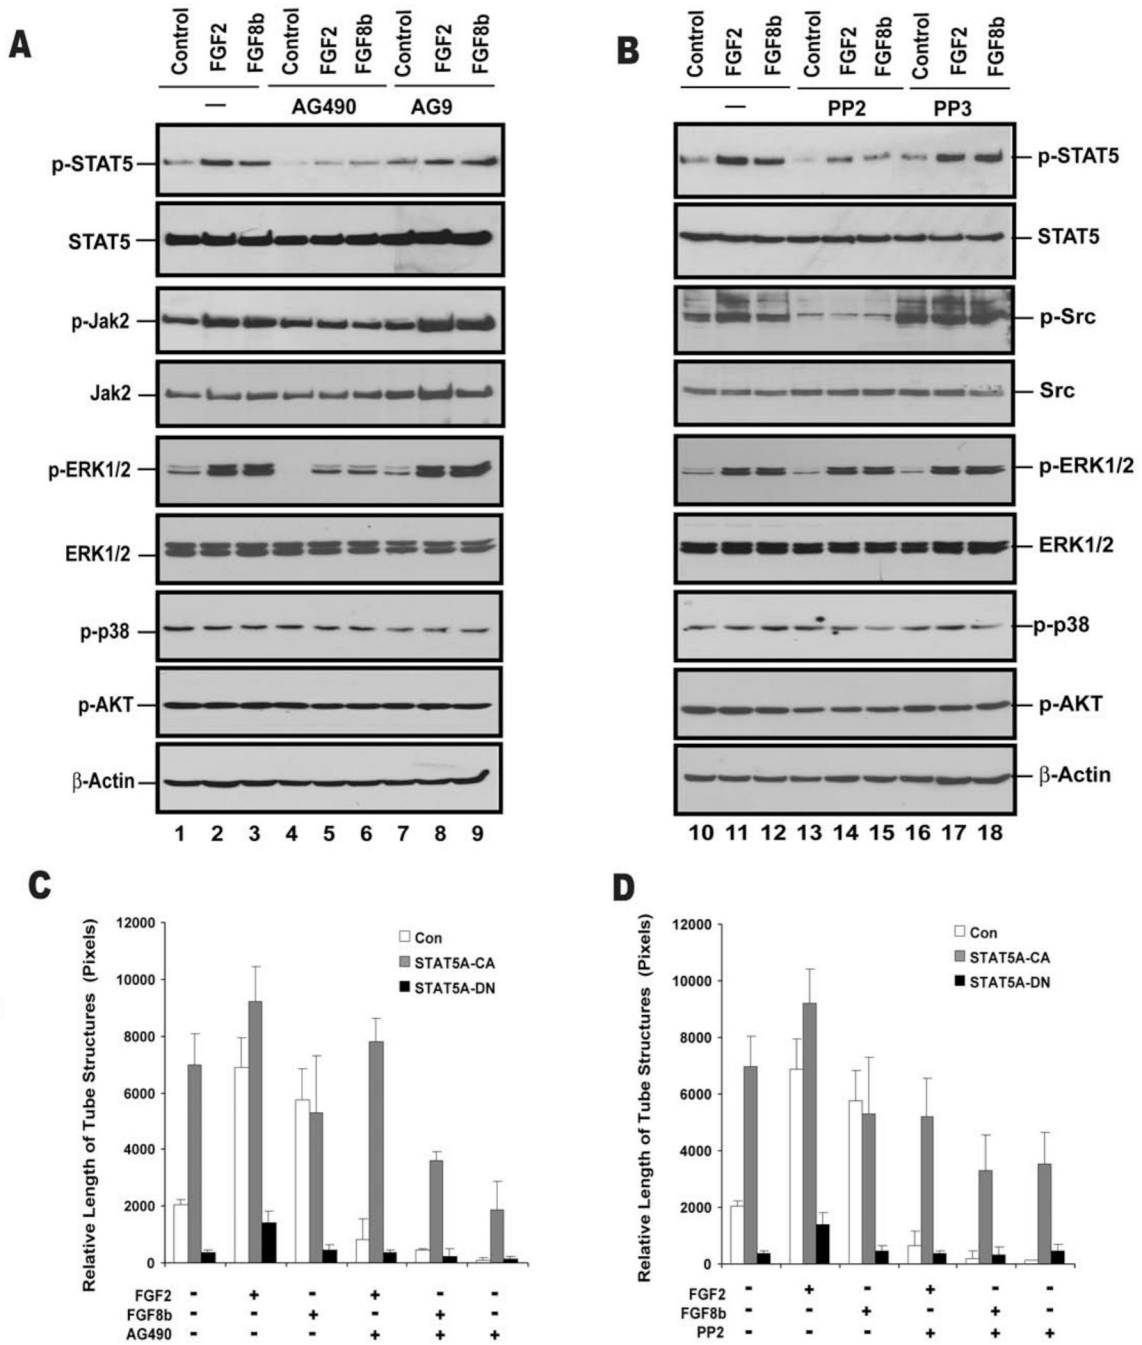 A
Control
FGF2
FGF8b
Control
FGF2
FGF8b
Control
FGF2
FGF8b
—
AG490
AG9
p-STAT5
STAT5
p-Jak2
Jak2
p-ERK1/2
ERK1/2
p-p38
p-AKT
β-Actin
1 2 3 4 5 6 7 8 9
B
Control
FGF2
FGF8b
Control
FGF2
FGF8b
Control
FGF2
FGF8b
—
PP2
PP3
p-STAT5
STAT5
p-Src
Src
p-ERK1/2
ERK1/2
p-p38
p-AKT
β-Actin
10 11 12 13 14 15 16 17 18
C
Relative Length of Tube Structures (Pixels)
12000
10000
8000
6000
4000
2000
0
Con
STAT5A-CA
STAT5A-DN
FGF2 - + - + - -
FGF8b - - + - + -
AG490 - - - + + +
D
Relative Length of Tube Structures (Pixels)
12000
10000
8000
6000
4000
2000
0
Con
STAT5A-CA
STAT5A-DN
FGF2 - + - + - -
FGF8b - - + - + -
PP2 - - - + + +